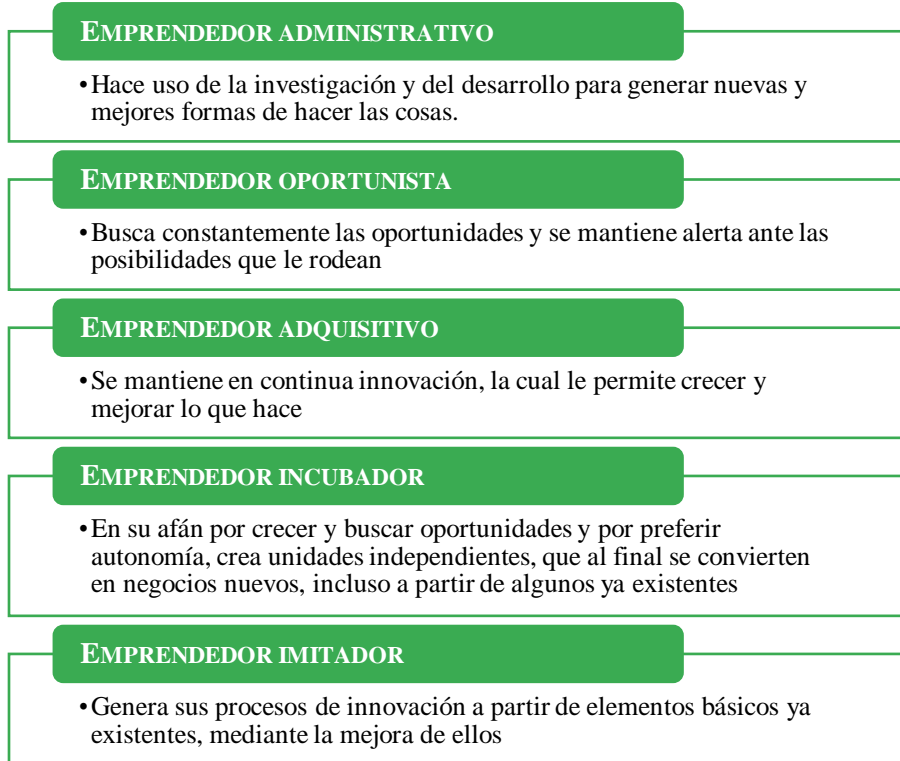 EMPRENDEDOR ADMINISTRATIVO
•Hace uso de la investigación y del desarrollo para generar nuevas y
mejores formas de hacer las cosas.
EMPRENDEDOR OPORTUNISTA
•Busca constantemente las oportunidades y se mantiene alerta ante las
posibilidades que le rodean
EMPRENDEDOR ADQUISITIVO
•Se mantiene en continua innovación, la cual le permite crecer y
mejorar lo que hace
EMPRENDEDOR INCUBADOR
•En su afán por crecer y buscar oportunidades y por preferir
autonomía, crea unidades independientes, que al final se convierten
en negocios nuevos, incluso a partir de algunos ya existentes
EMPRENDEDOR IMITADOR
•Genera sus procesos de innovación a partir de elementos básicos ya
existentes, mediante la mejora de ellos